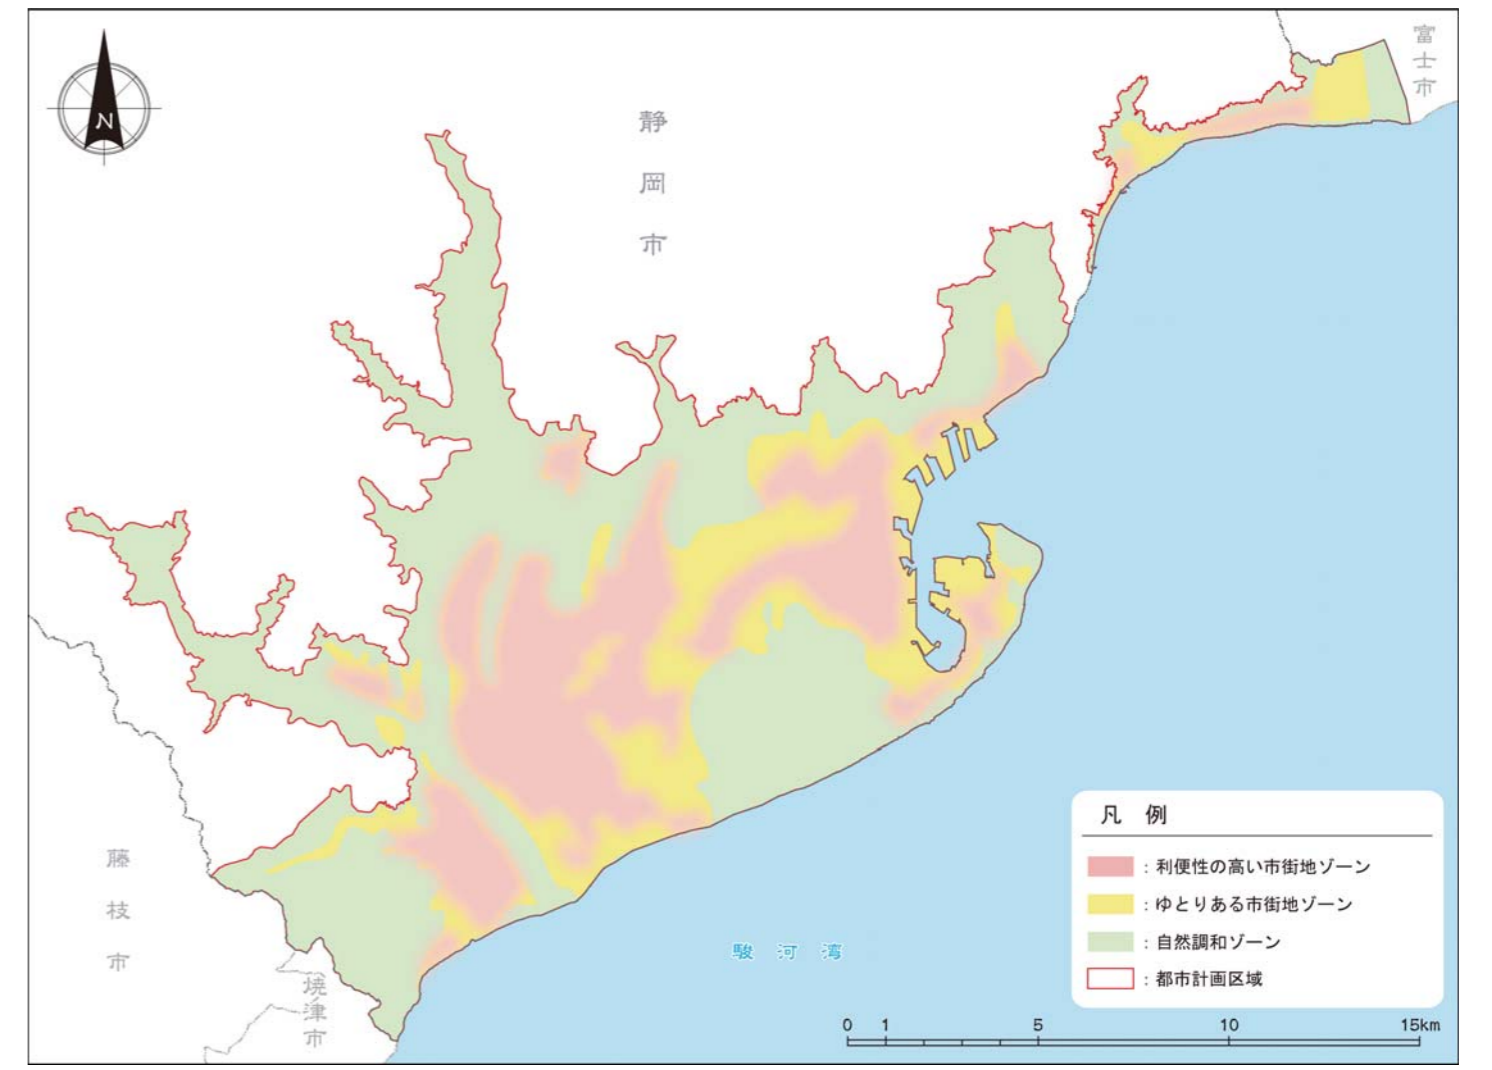 N
静岡市
富士市
藤枝市
焼津市
駿河湾
凡 例
：利便性の高い市街地ゾーン
：ゆとりある市街地ゾーン
：自然調和ゾーン
：都市計画区域
0 1 5 10 15km